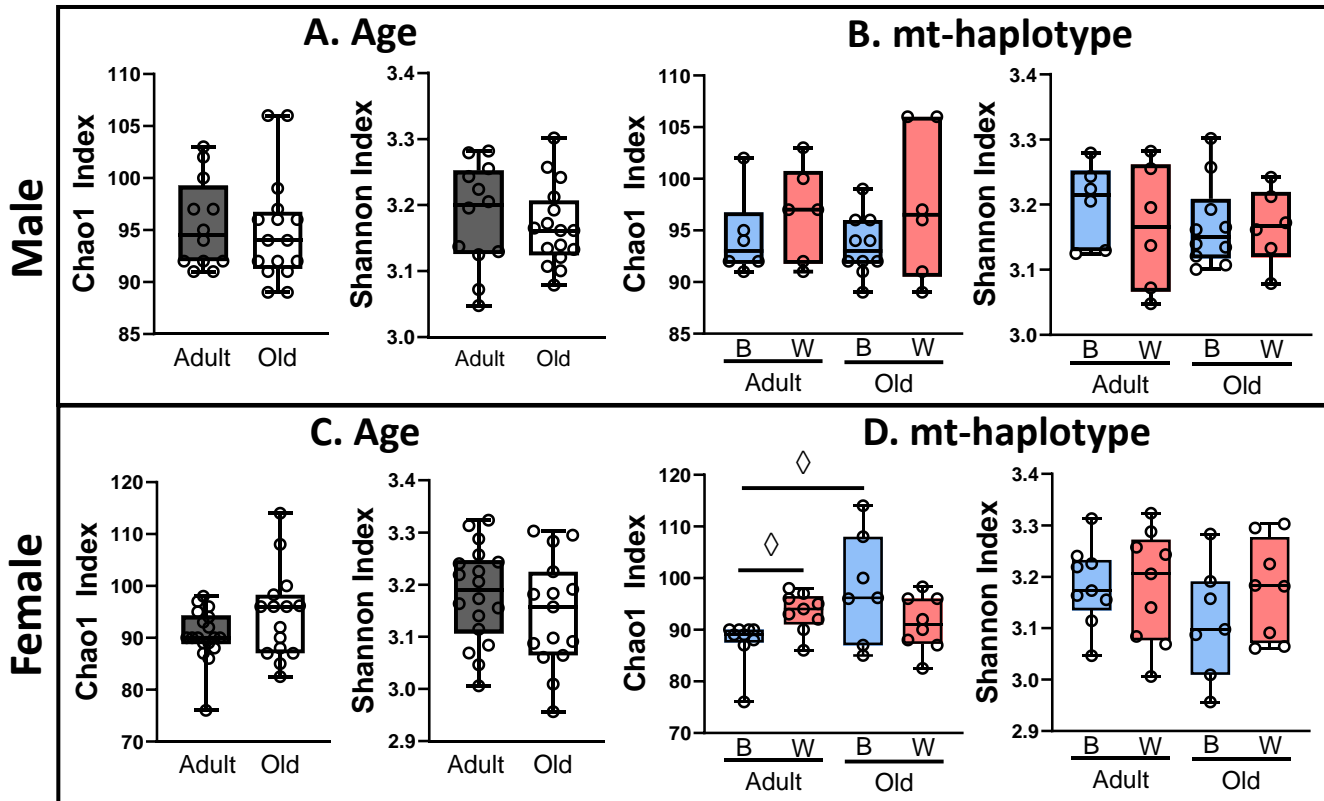 Male
A. Age
B. mt-haplotype
Chao1 Index
110
105
100
95
90
85
Adult Old
Shannon Index
3.4
3.3
3.2
3.1
3.0
Adult Old
Chao1 Index
110
105
100
95
90
85
B W B W
Adult Old
Shannon Index
3.4
3.3
3.2
3.1
3.0
B W B W
Adult Old
Female
C. Age
D. mt-haplotype
Chao1 Index
120
110
100
90
80
70
Adult Old
Shannon Index
3.4
3.3
3.2
3.1
3.0
2.9
Adult Old
Chao1 Index
120
110
100
90
80
70
◊
◊
B W B W
Adult Old
Shannon Index
3.4
3.3
3.2
3.1
3.0
2.9
B W B W
Adult Old